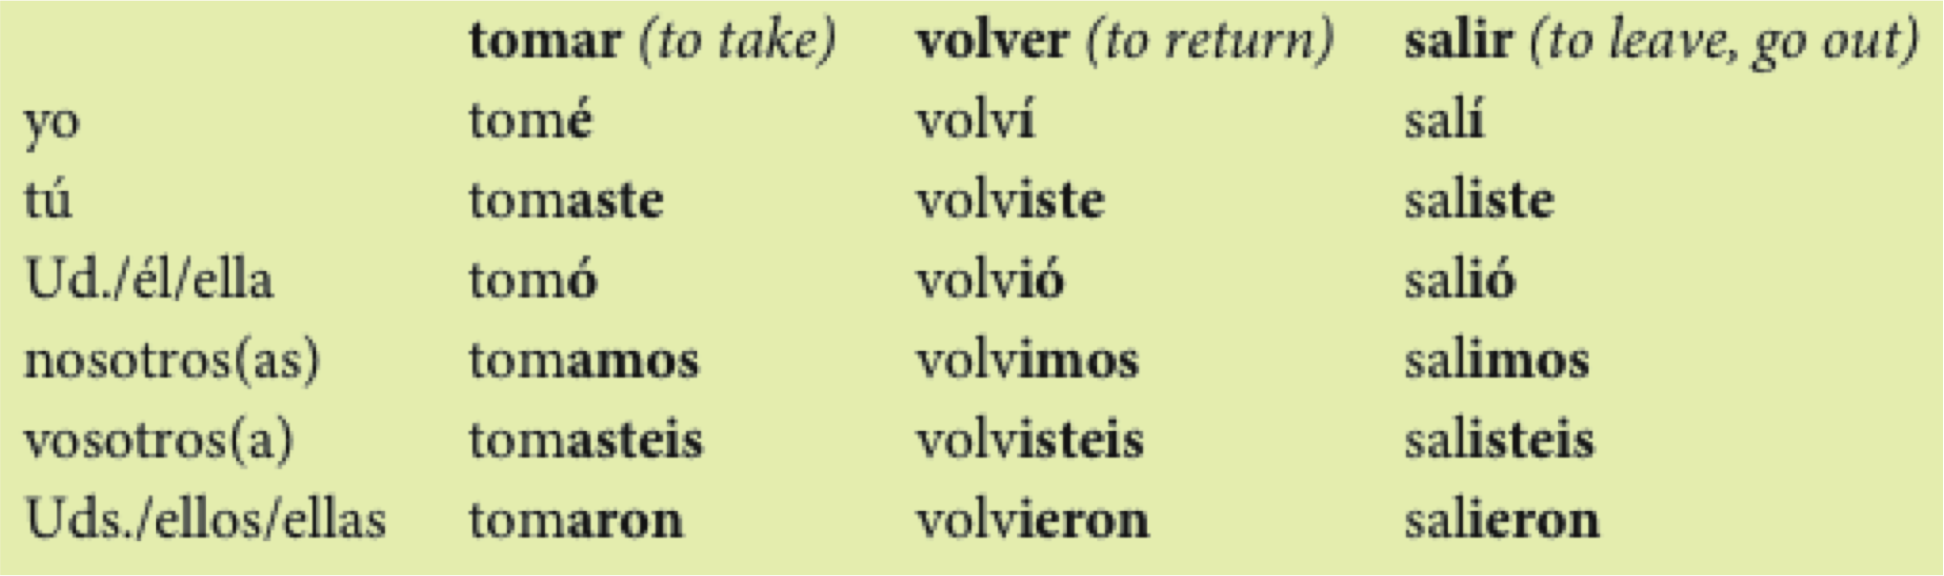 tomar (to take) volver (to return) salir (to leave, go out)
yo tomé volví salí
tú tomaste volviste saliste
Ud./él/ella tomó volvió salió
nosotros(as) tomamos volvimos salimos
vosotros(a) tomasteis volvisteis salisteis
Uds./ellos/ellas tomaron volvieron salieron